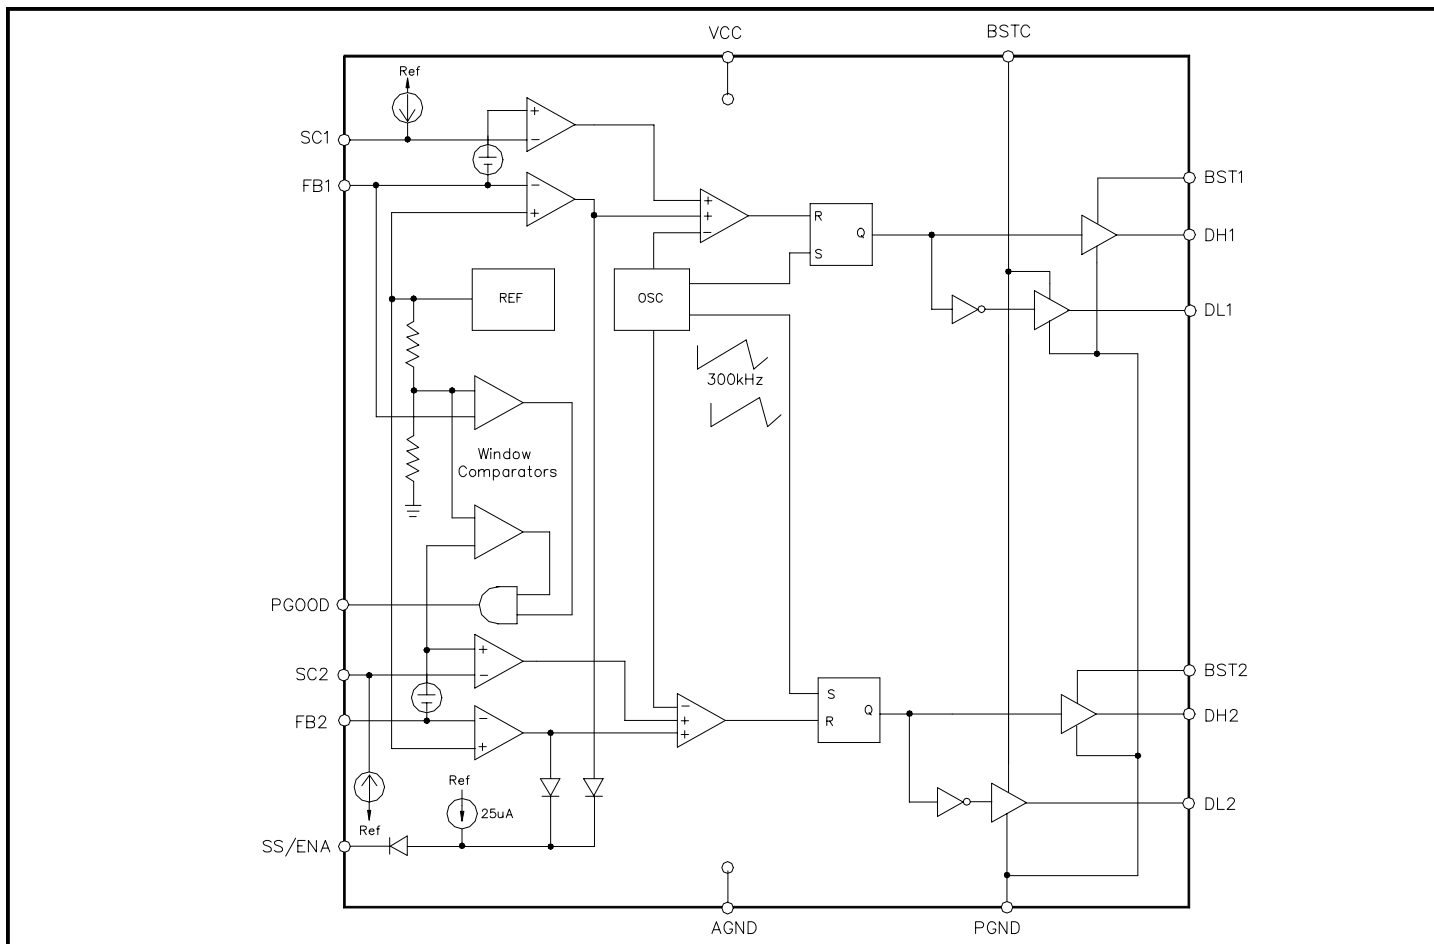 VCC
BSTC
Ref
+
−
SC1
FB1
−
+
+
+
−
R
Q
S
BST1
DH1
DL1
REF
OSC
300kHz
Window
Comparators
PGOOD
+
−
SC2
FB2
−
+
−
+
+
S
R
Q
BST2
DH2
DL2
Ref
25uA
Ref
SS/ENA
AGND
PGND